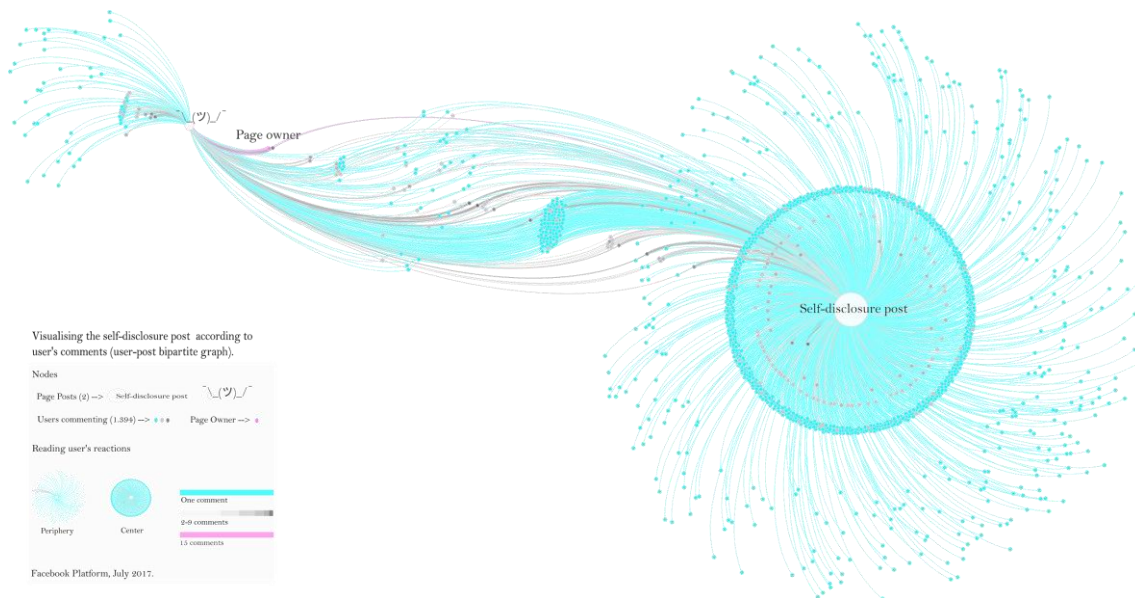 ¯\_(ツ)_/¯
Page owner
Self-disclosure post
Visualising the self-disclosure post according to
user's comments (user-post bipartite graph).
Nodes
Page Posts (2) --> Self-disclosure post ¯\_(ツ)_/¯
Users commenting (1.394) --> Page Owner -->
Reading user's reactions
One comment
Periphery Center 2-9 comments
15 comments
Facebook Platform, July 2017.